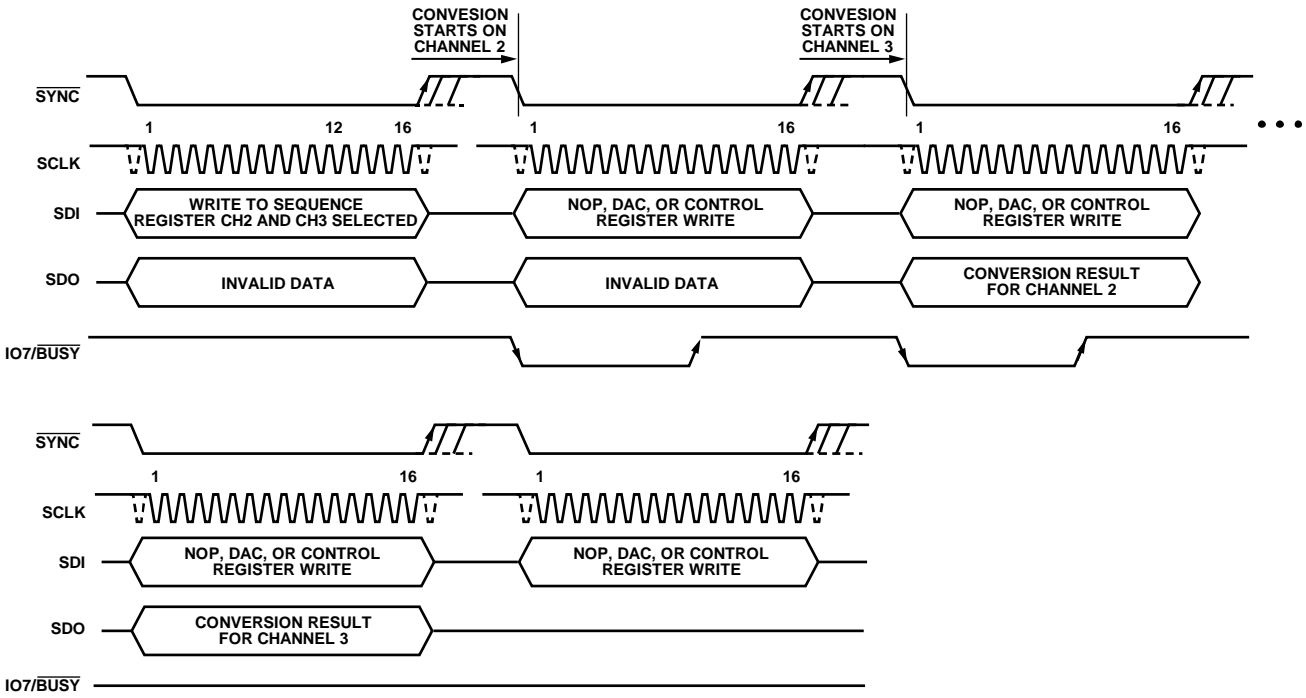 CONVESION
STARTS ON
CHANNEL 2
CONVESION
STARTS ON
CHANNEL 3
SYNC
1 12 16 1 16 1 16
SCLK
SDI
WRITE TO SEQUENCE
REGISTER CH2 AND CH3 SELECTED
NOP, DAC, OR CONTROL
REGISTER WRITE
NOP, DAC, OR CONTROL
REGISTER WRITE
SDO
INVALID DATA
INVALID DATA
CONVERSION RESULT
FOR CHANNEL 2
IO7/BUSY
SYNC
1 16 1 16
SCLK
SDI
NOP, DAC, OR CONTROL
REGISTER WRITE
NOP, DAC, OR CONTROL
REGISTER WRITE
SDO
CONVERSION RESULT
FOR CHANNEL 3
IO7/BUSY